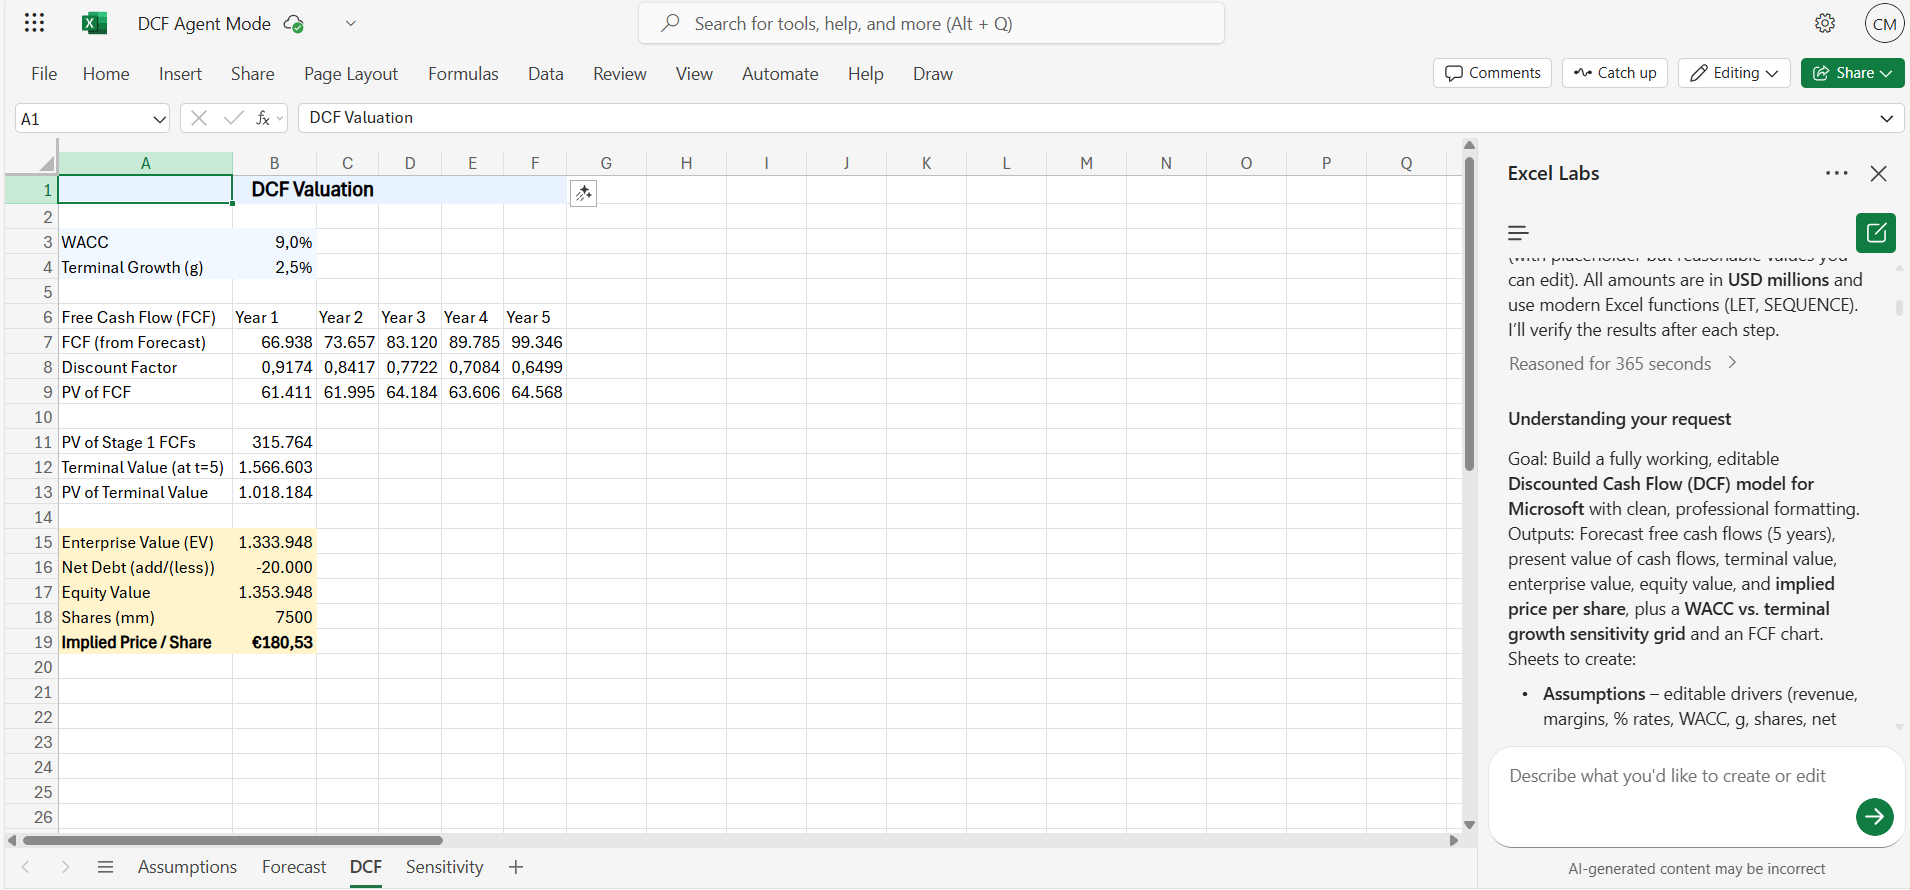 DCF Agent Mode
Search for tools, help, and more (Alt + Q)
CM
File Home Insert Share Page Layout Formulas Data Review View Automate Help Draw
Comments Catch up Editing Share
A1 fx DCF Valuation
A B C D E F G H I J K L M N O P Q
1 DCF Valuation
2
3 WACC 9,0%
4 Terminal Growth (g) 2,5%
5
6 Free Cash Flow (FCF) Year 1 Year 2 Year 3 Year 4 Year 5
7 FCF (from Forecast) 66.938 73.657 83.120 89.785 99.346
8 Discount Factor 0,9174 0,8417 0,7722 0,7084 0,6499
9 PV of FCF 61.411 61.995 64.184 63.606 64.568
10
11 PV of Stage 1 FCFs 315.764
12 Terminal Value (at t=5) 1.566.603
13 PV of Terminal Value 1.018.184
14
15 Enterprise Value (EV) 1.333.948
16 Net Debt (add/(less)) -20.000
17 Equity Value 1.353.948
18 Shares (mm) 7500
19 Implied Price / Share €180,53
20
21
22
23
24
25
26
Assumptions Forecast DCF Sensitivity
Excel Labs
(with placeholder but reasonable values you
can edit). All amounts are in USD millions and
use modern Excel functions (LET, SEQUENCE).
I'll verify the results after each step.
Reasoned for 365 seconds
Understanding your request
Goal: Build a fully working, editable
Discounted Cash Flow (DCF) model for
Microsoft with clean, professional formatting.
Outputs: Forecast free cash flows (5 years),
present value of cash flows, terminal value,
enterprise value, equity value, and implied
price per share, plus a WACC vs. terminal
growth sensitivity grid and an FCF chart.
Sheets to create:
• Assumptions – editable drivers (revenue,
margins, % rates, WACC, g, shares, net
Describe what you'd like to create or edit
AI-generated content may be incorrect